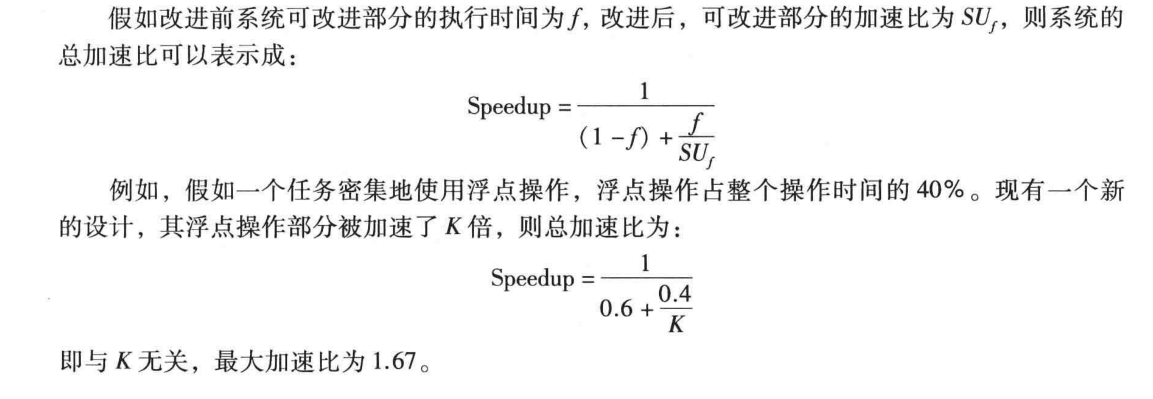 假如改进前系统可改进部分的执行时间为f, 改进后，可改进部分的加速比为 SU_f，则系统的
总加速比可以表示成：
Speedup = \frac{1}{(1-f)+\frac{f}{SU_f}}
例如，假如一个任务密集地使用浮点操作，浮点操作占整个操作时间的 40%。现有一个新
的设计，其浮点操作部分被加速了 K 倍，则总加速比为：
Speedup = \frac{1}{0.6+\frac{0.4}{K}}
即与 K 无关，最大加速比为 1.67。